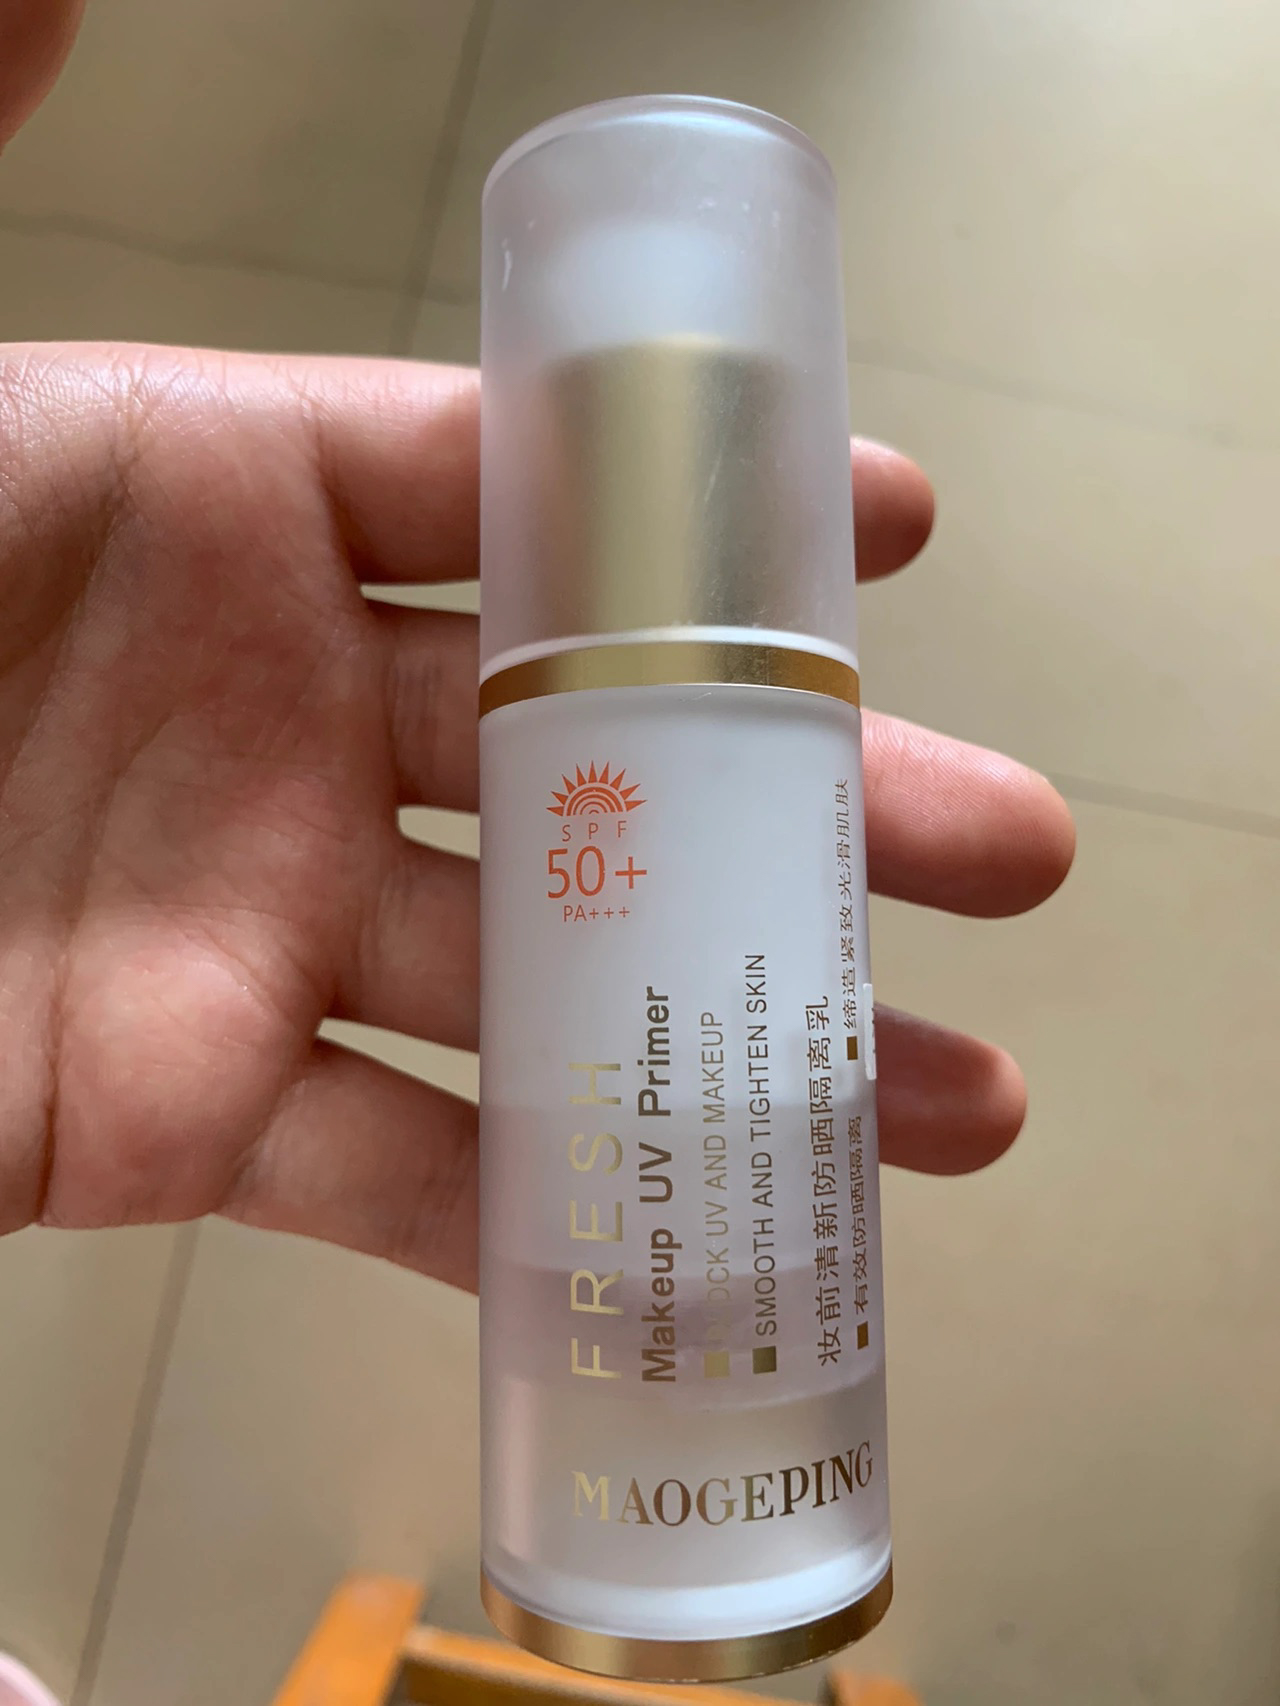 SPF
50+
PA+++
FRESH
Makeup UV Primer
BLOCK UV AND MAKEUP
SMOOTH AND TIGHTEN SKIN
妆前清新防晒隔离乳
有效防晒隔离
缔造紧致光滑肌肤
MAOGEPING